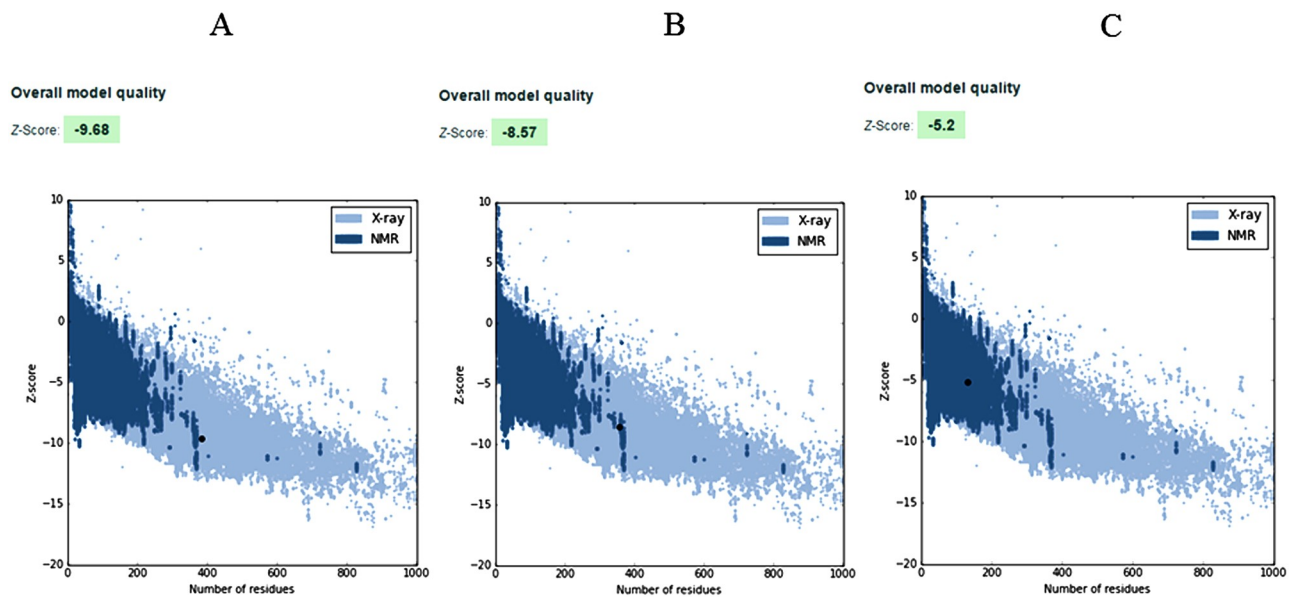 A
B
C
Overall model quality
Z-Score: -9.68
Overall model quality
Z-Score: -8.57
Overall model quality
Z-Score: -5.2
10
5
0
−5
−10
−15
−20
Z-score
X-ray
NMR
0 200 400 600 800 1000
Number of residues
10
5
0
−5
−10
−15
−20
Z-score
X-ray
NMR
0 200 400 600 800 1000
Number of residues
10
5
0
−5
−10
−15
−20
Z-score
X-ray
NMR
0 200 400 600 800 1000
Number of residues